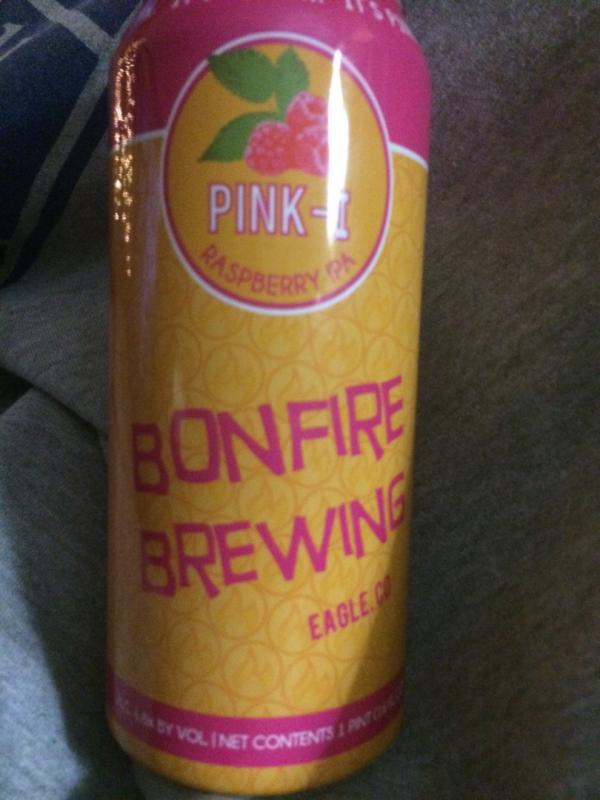 PINK-I
RASPBERRY IPA
BONFIRE
BREWING
EAGLE, CO
BY VOL | NET CONTENTS 1 PINT